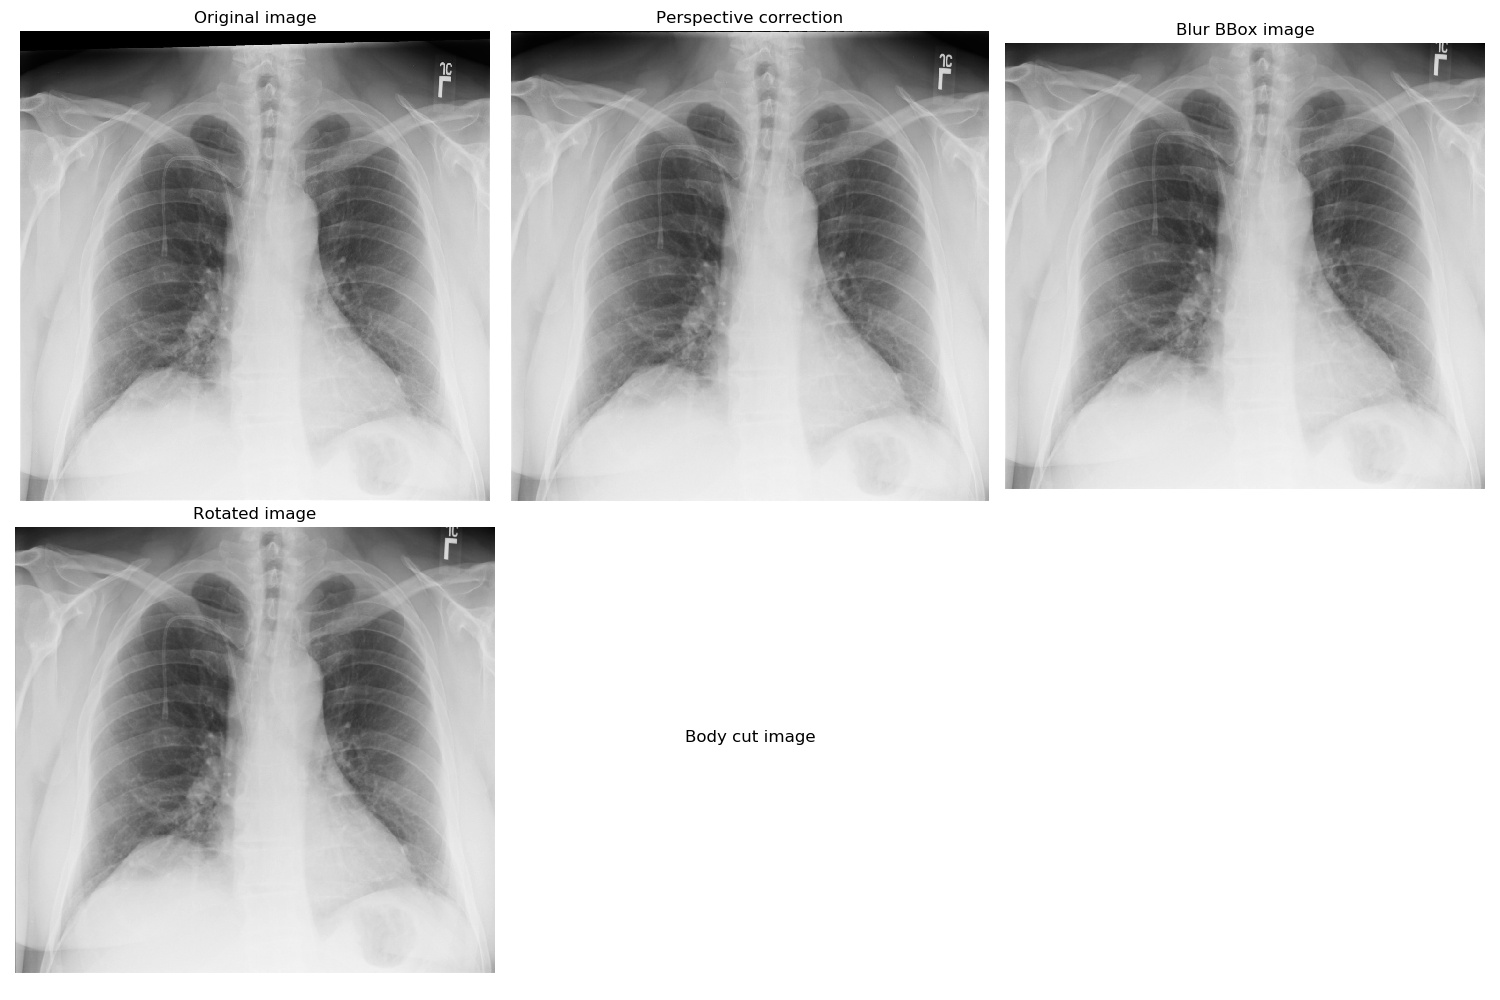 Original image
Perspective correction
Blur BBox image
L
L
L
Rotated image
L
Body cut image